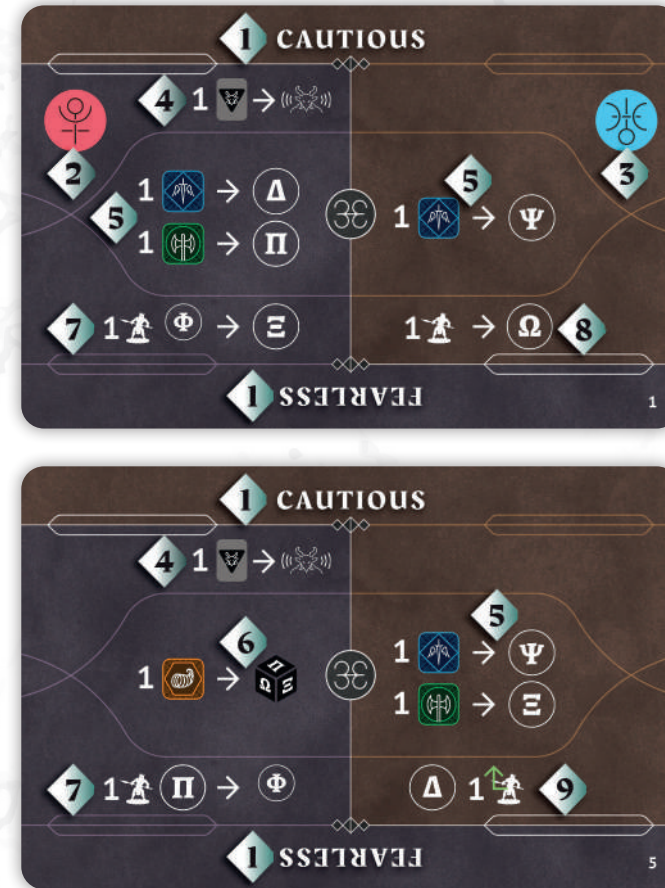 1 CAUTIOUS
4 1 →
2
3
5
1 → Δ
1 → Π
5
1 → Ψ
7 1 Φ → Ξ
1 → Ω 8
1 FEARLESS
1
1 CAUTIOUS
4 1 →
6
1 → Π Ω Ξ
5
1 → Ψ
1 → Ξ
7 1 Π → Φ
Δ 1 9
1 FEARLESS
5